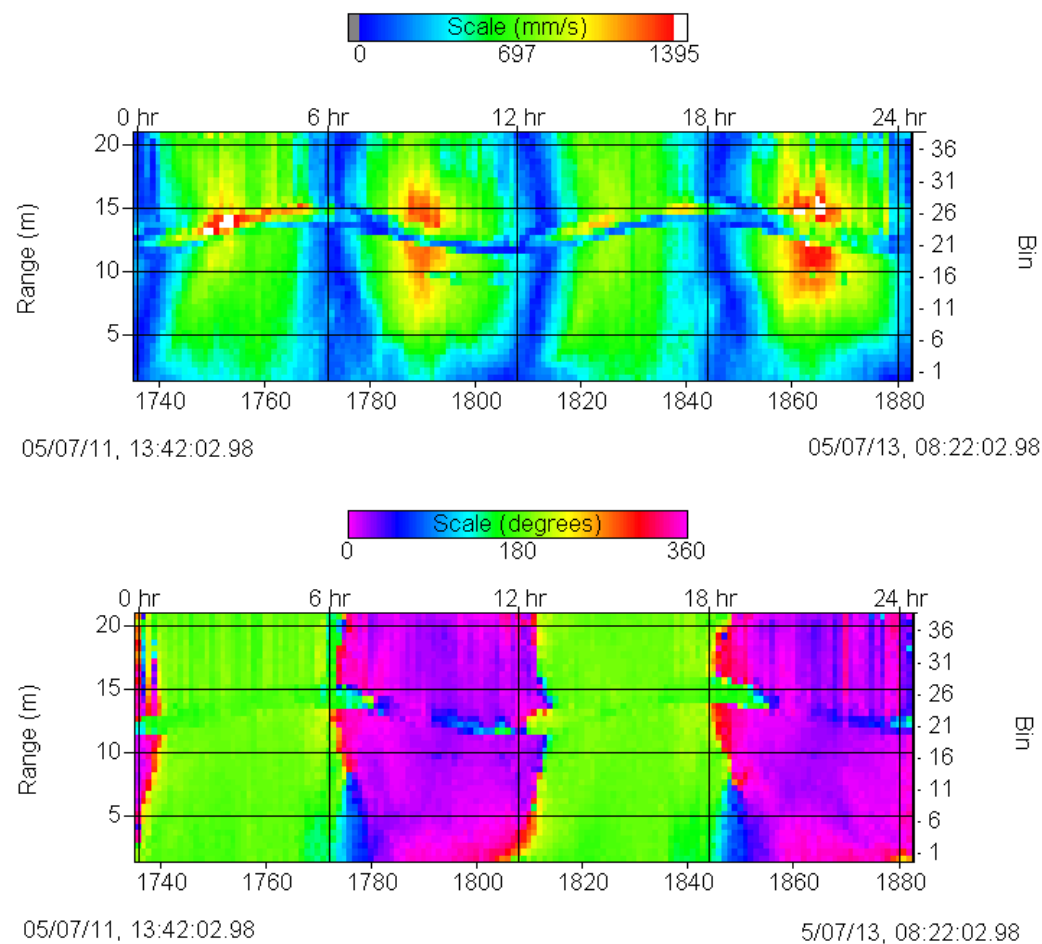 Scale (mm/s)
0 697 1395
0 hr 6 hr 12 hr 18 hr 24 hr
20 36
31
15 26
21
10 16
11
5 6
1
Range (m)
Bin
1740 1760 1780 1800 1820 1840 1860 1880
05/07/11, 13:42:02.98 05/07/13, 08:22:02.98
Scale (degrees)
0 180 360
0 hr 6 hr 12 hr 18 hr 24 hr
20 36
31
15 26
21
10 16
11
5 6
1
Range (m)
Bin
1740 1760 1780 1800 1820 1840 1860 1880
05/07/11, 13:42:02.98 5/07/13, 08:22:02.98